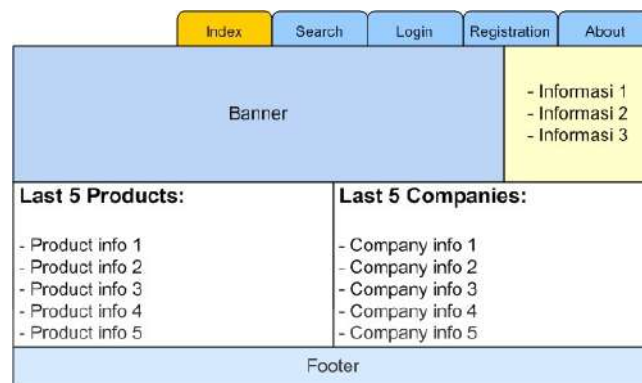 Index Search Login Registration About
Banner
- Informasi 1
- Informasi 2
- Informasi 3
Last 5 Products:
- Product info 1
- Product info 2
- Product info 3
- Product info 4
- Product info 5
Last 5 Companies:
- Company info 1
- Company info 2
- Company info 3
- Company info 4
- Company info 5
Footer